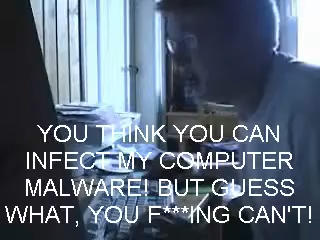 YOU THINK YOU CAN
INFECT MY COMPUTER
MALWARE! BUT GUESS
WHAT, YOU F***ING CAN'T!